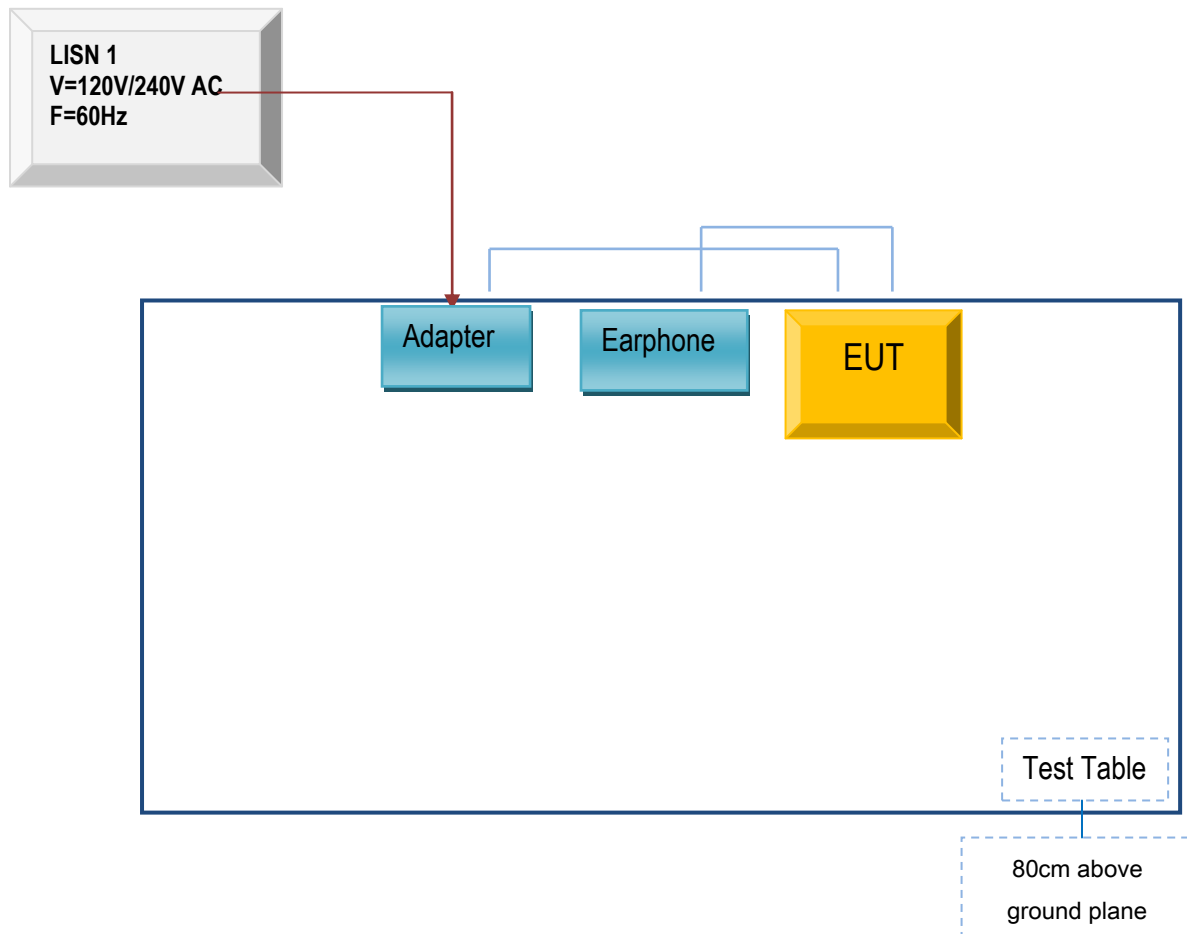 LISN 1
V=120V/240V AC
F=60Hz
Adapter
Earphone
EUT
Test Table
80cm above
ground plane